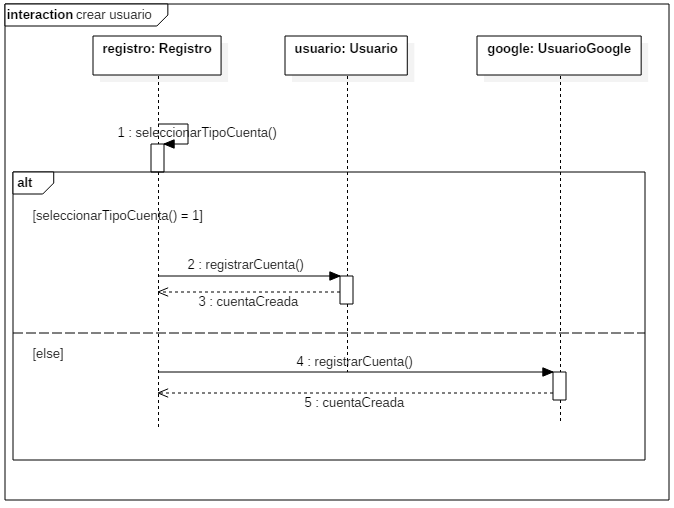 interaction crear usuario
registro: Registro
usuario: Usuario
google: UsuarioGoogle
1 : seleccionarTipoCuenta()
alt
[seleccionarTipoCuenta() = 1]
2 : registrarCuenta()
3 : cuentaCreada
[else]
4 : registrarCuenta()
5 : cuentaCreada